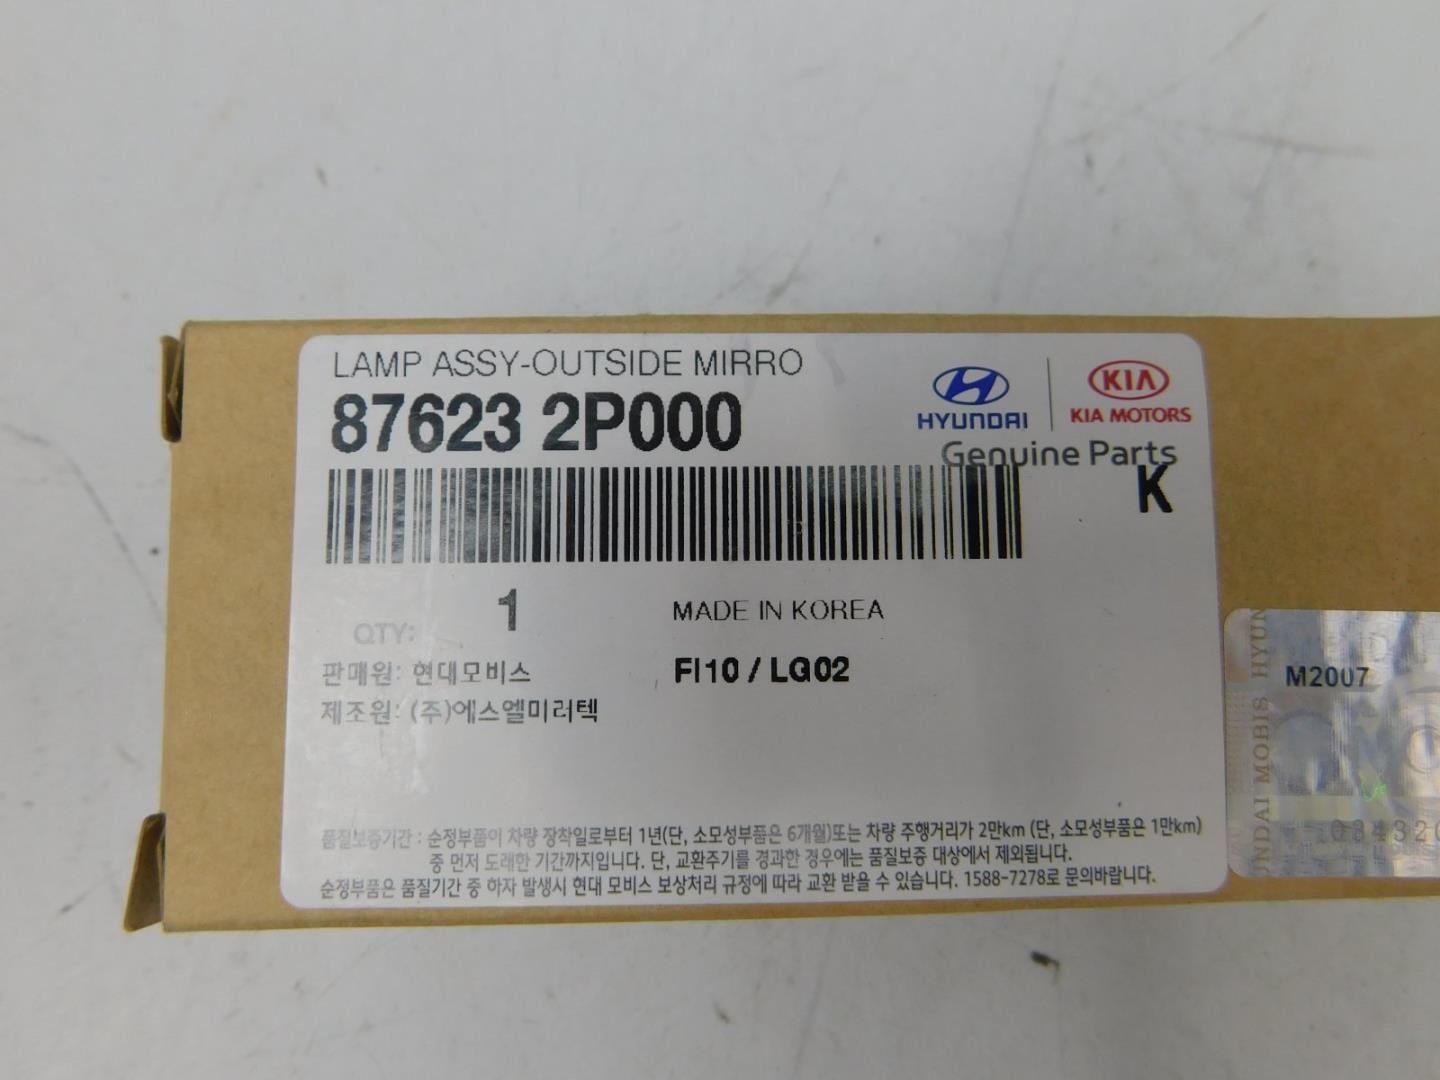 LAMP ASSY-OUTSIDE MIRRO
87623 2P000
HYUNDAI
KIA
KIA MOTORS
Genuine Parts
K
QTY: 1
MADE IN KOREA
판매원: 현대모비스
FI10 / LG02
제조원: (주)에스엘미러텍
품질보증기간 : 순정부품이 차량 장착일로부터 1년(단, 소모성부품은 6개월)또는 차량 주행거리가 2만km (단, 소모성부품은 1만km)
중 먼저 도래한 기간까지입니다. 단, 교환주기를 경과한 경우에는 품질보증 대상에서 제외됩니다.
순정부품은 품질기간 중 하자 발생시 현대 모비스 보상처리 규정에 따라 교환 받을 수 있습니다. 1588-7278로 문의바랍니다.
M2007
HYUNDAI MOBIS HYUN